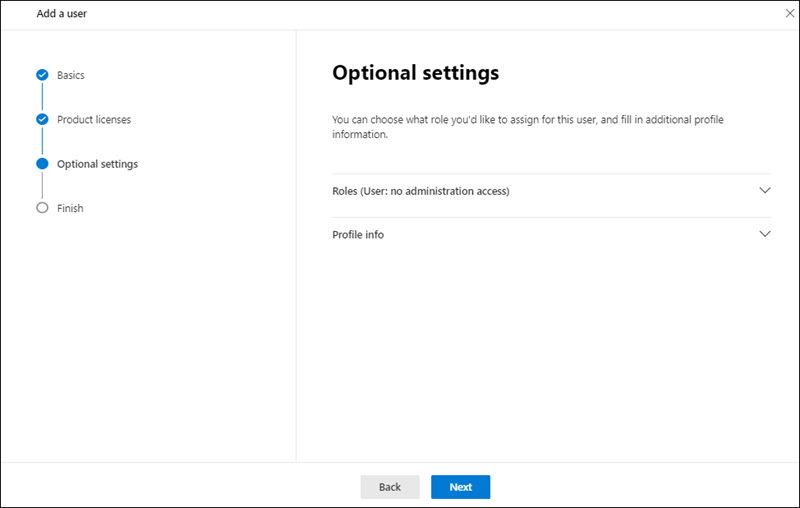 Add a user
Basics
Product licenses
Optional settings
Finish
Optional settings
You can choose what role you'd like to assign for this user, and fill in additional profile
information.
Roles (User: no administration access)
Profile info
Back
Next